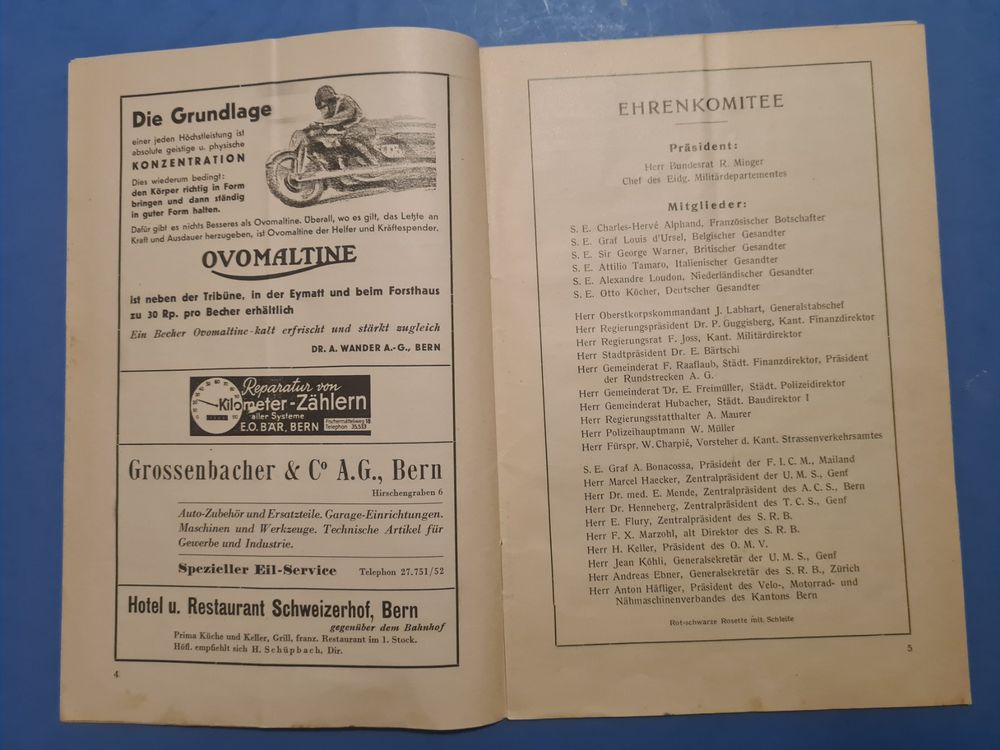 Die Grundlage
einer jeden Höchstleistung ist
absolute geistige u. physische
KONZENTRATION
Dies wiederum bedingt:
den Körper richtig in Form
bringen und dann ständig
in guter Form halten.
Dafür gibt es nichts Besseres als Ovomaltine. Überall, wo es gilt, das Letzte an
Kraft und Ausdauer herzugeben, ist Ovomaltine der Helfer und Kräftespender.
OVOMALTINE
ist neben der Tribüne, in der Eymatt und beim Forsthaus
zu 30 Rp. pro Becher erhältlich
Ein Becher Ovomaltine-kalt erfrischt und stärkt zugleich
DR. A. WANDER A.-G., BERN
Reparatur von
Kilometer-Zählern
aller Systeme
E.O. BÄR, BERN
Fischermätteliweg 18
Telephon 35.513
Grossenbacher & Co A.G., Bern
Hirschengraben 6
Auto-Zubehör und Ersatzteile. Garage-Einrichtungen.
Maschinen und Werkzeuge. Technische Artikel für
Gewerbe und Industrie.
Spezieller Eil-Service Telephon 27.751/52
Hotel u. Restaurant Schweizerhof, Bern
gegenüber dem Bahnhof
Prima Küche und Keller, Grill, franz. Restaurant im 1. Stock.
Höfl. empfiehlt sich H. Schüpbach, Dir.
4
EHRENKOMITEE
Präsident:
Herr Bundesrat R. Minger
Chef des Eidg. Militärdepartementes
Mitglieder:
S. E. Charles-Hervé Alphand, Französischer Botschafter
S. E. Graf Louis d'Ursel, Belgischer Gesandter
S. E. Sir George Warner, Britischer Gesandter
S. E. Attilio Tamaro, Italienischer Gesandter
S. E. Alexandre Loudon, Niederländischer Gesandter
S. E. Otto Köcher, Deutscher Gesandter
Herr Oberstkorpskommandant J. Labhart, Generalstabschef
Herr Regierungspräsident Dr. P. Guggisberg, Kant. Finanzdirektor
Herr Regierungsrat F. Joss, Kant. Militärdirektor
Herr Stadtpräsident Dr. E. Bärtschi
Herr Gemeinderat F. Raaflaub, Städt. Finanzdirektor, Präsident
der Rundstrecken A. G.
Herr Gemeinderat Dr. E. Freimüller, Städt. Polizeidirektor
Herr Gemeinderat Hubacher, Städt. Baudirektor I
Herr Regierungsstatthalter A. Maurer
Herr Polizeihauptmann W. Müller
Herr Fürspr. W. Charpié, Vorsteher d. Kant. Strassenverkehrsamtes
S. E. Graf A. Bonacossa, Präsident der F. I. C. M., Mailand
Herr Marcel Haecker, Zentralpräsident der U. M. S., Genf
Herr Dr. med. E. Mende, Zentralpräsident des A. C. S., Bern
Herr Dr. Henneberg, Zentralpräsident des T. C. S., Genf
Herr E. Flury, Zentralpräsident des S. R. B.
Herr F. X. Marzohl, alt Direktor des S. R. B.
Herr H. Keller, Präsident des O. M. V.
Herr Jean Köhli, Generalsekretär der U. M. S., Genf
Herr Andreas Ebner, Generalsekretär des S. R. B., Zürich
Herr Anton Häfliger, Präsident des Velo-, Motorrad- und
Nähmaschinenverbandes des Kantons Bern
Rot-schwarze Rosette mit Schleife
5